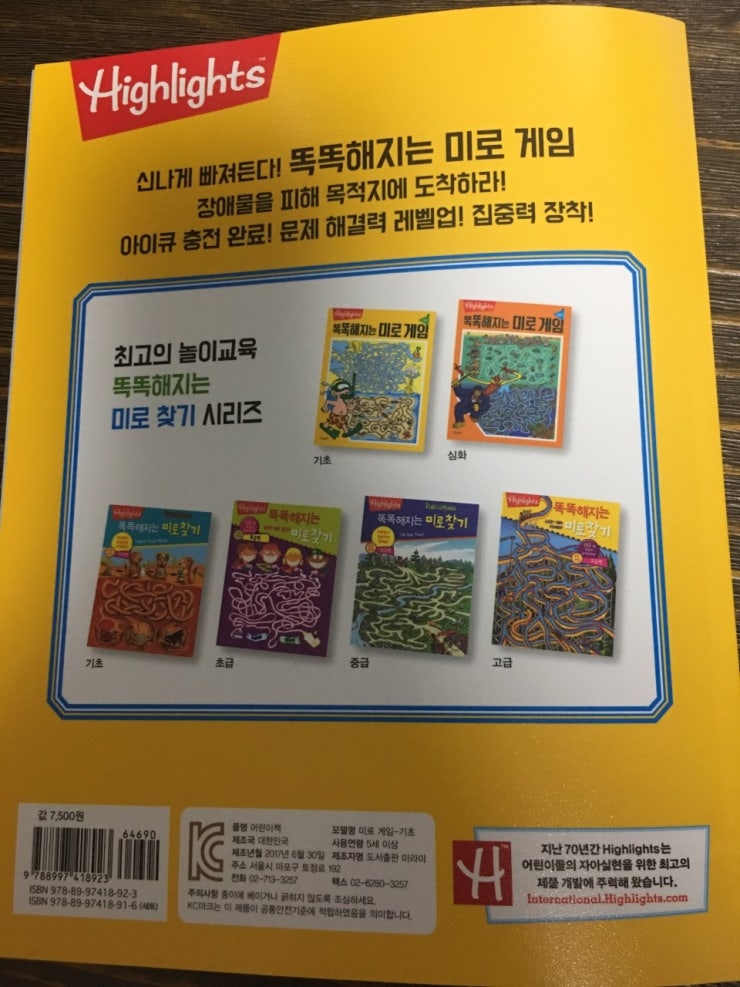 Highlights™
신나게 빠져든다! 똑똑해지는 미로 게임
장애물을 피해 목적지에 도착하라!
아이큐 충전 완료! 문제 해결력 레벨업! 집중력 장착!
최고의 놀이교육
똑똑해지는
미로 찾기 시리즈
Highlights
똑똑해지는 미로 게임
기초
Highlights
똑똑해지는 미로 게임
심화
Highlights
똑똑해지는 미로찾기
기초
Highlights
똑똑해지는
미로찾기
초급
Highlights
똑똑해지는 미로찾기
중급
Highlights
똑똑해지는
미로찾기
고급
값 7,500원
64690
9 788997 418923
ISBN 978-89-97418-92-3
ISBN 978-89-97418-91-6 (세트)
품명 어린이책
모델명 미로 게임-기초
제조국 대한민국
사용연령 5세 이상
제조년월 2017년 6월 30일
제조자명 도서출판 아라미
주소 서울시 마포구 토정로 192
전화 02-713-3257
팩스 02-6280-3257
주의사항 종이에 베이거나 긁히지 않도록 조심하세요.
KC마크는 이 제품이 공통안전기준에 적합하였음을 의미합니다.
지난 70년간 Highlights는
어린이들의 자아실현을 위한 최고의
제품 개발에 주력해 왔습니다.
International.Highlights.com